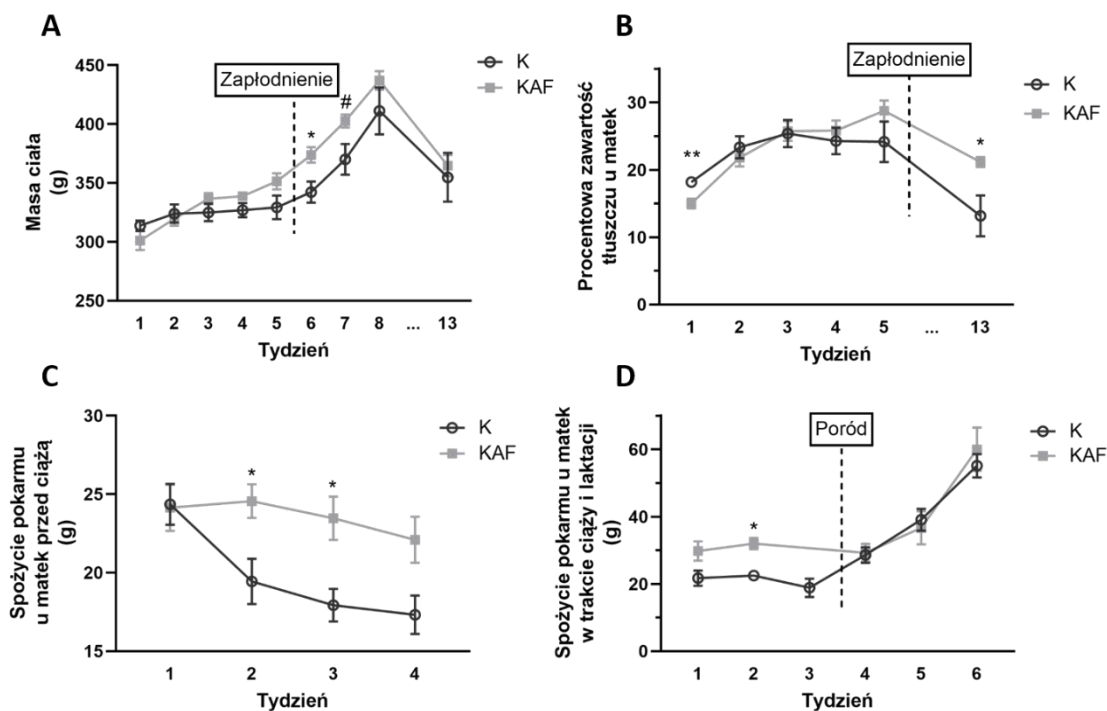 A
Masa ciała
(g)
450
400
350
300
250
Zapłodnienie
*
#
K
KAF
1 2 3 4 5 6 7 8 ... 13
Tydzień
B
Procentowa zawartość
tłuszczu u matek
30
20
10
0
Zapłodnienie
**
*
K
KAF
1 2 3 4 5 ... 13
Tydzień
C
Spożycie pokarmu
u matek przed ciążą
(g)
30
25
20
15
*
*
K
KAF
1 2 3 4
Tydzień
D
Spożycie pokarmu u matek
w trakcie ciąży i laktacji
(g)
60
40
20
0
Poród
*
K
KAF
1 2 3 4 5 6
Tydzień